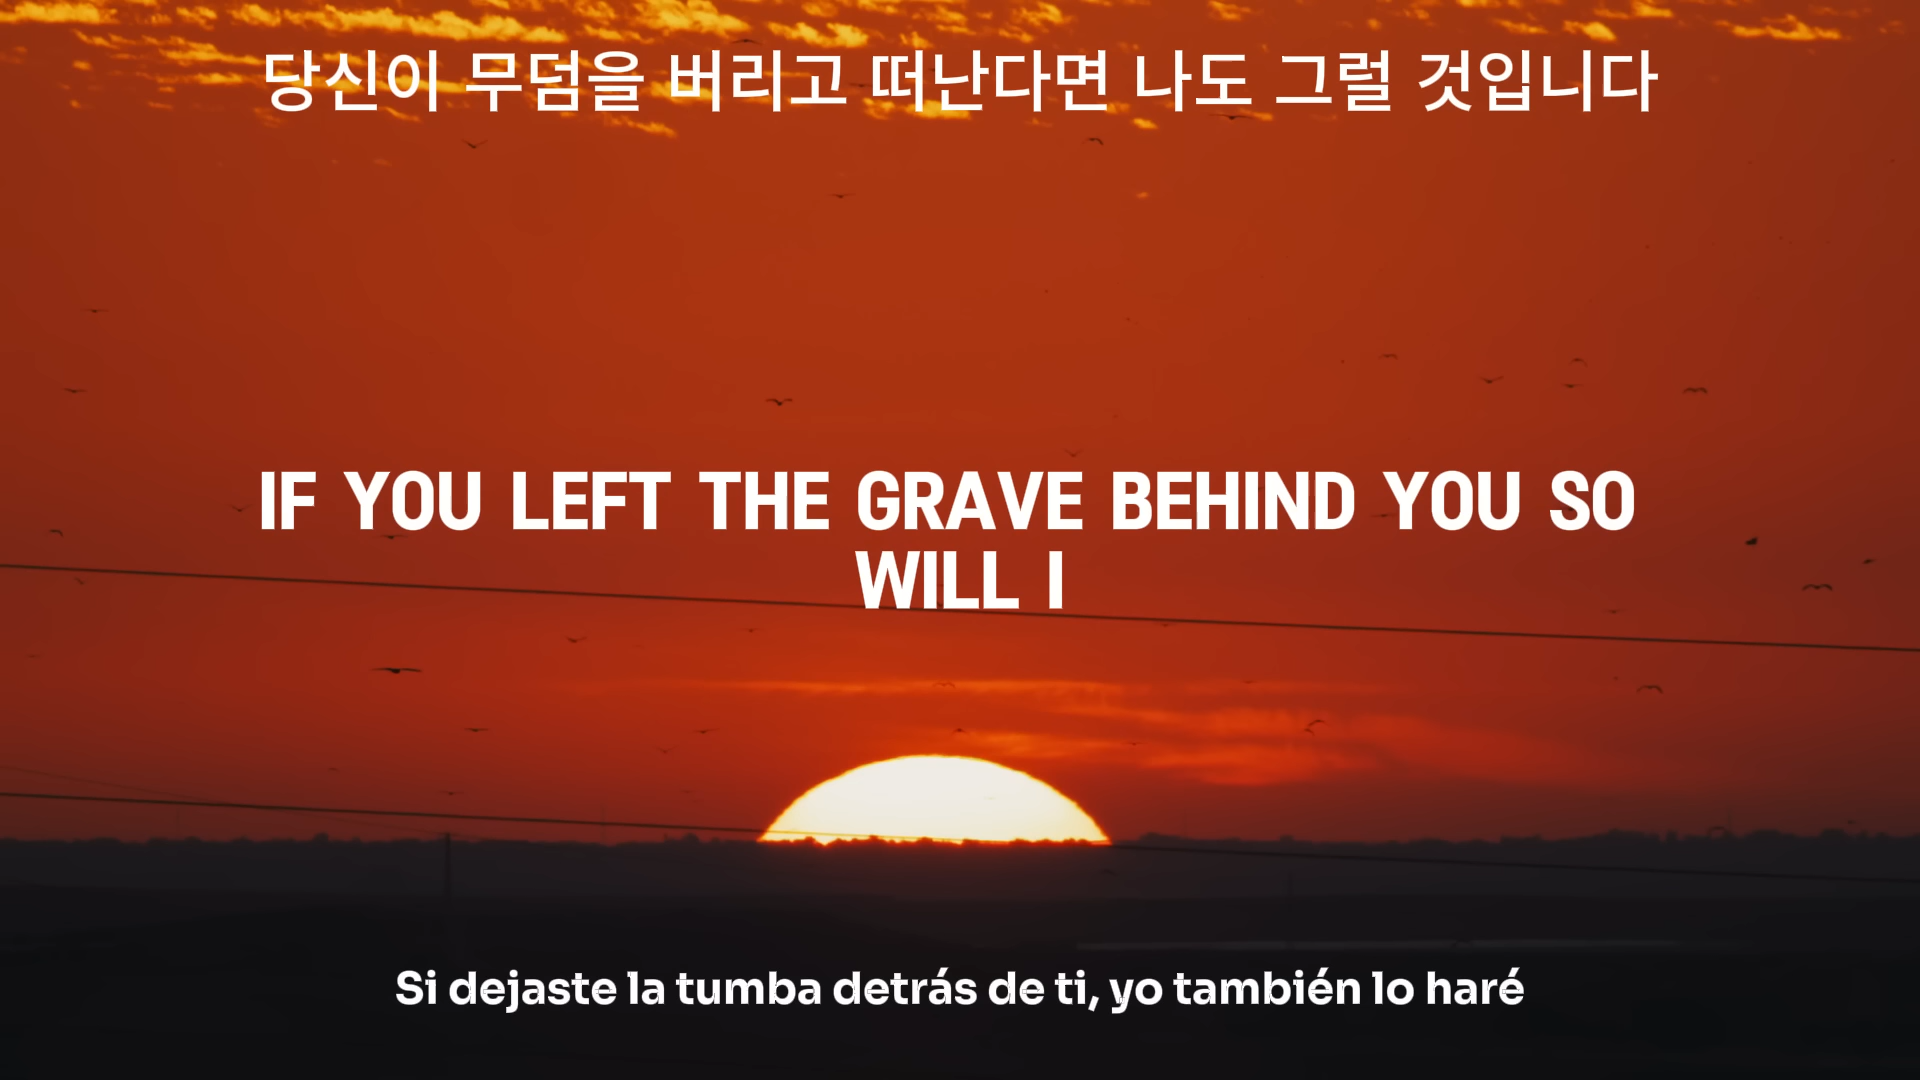 당신이 무덤을 버리고 떠난다면 나도 그럴 것입니다
IF YOU LEFT THE GRAVE BEHIND YOU SO
WILL I
Si dejaste la tumba detrás de ti, yo también lo haré